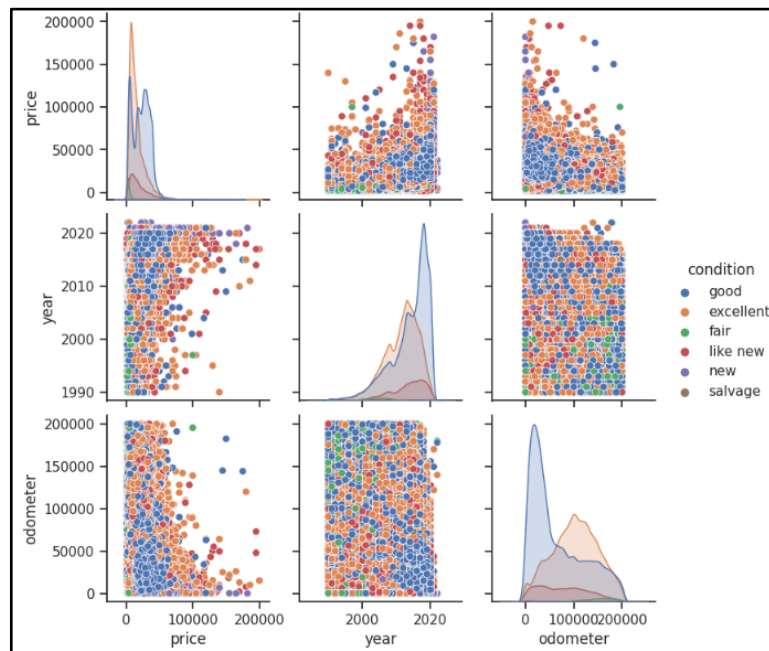 200000
150000
100000
50000
0
price
2020
2010
2000
1990
year
200000
150000
100000
50000
0
odometer
0 100000 200000
price
2000 2020
year
0 100000200000
odometer
condition
good
excellent
fair
like new
new
salvage